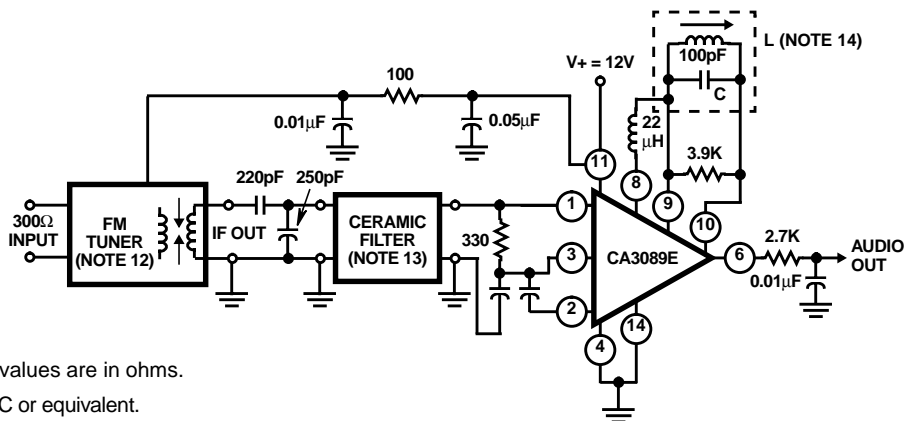 L (NOTE 14)
100pF
C
V+ = 12V
100
0.01µF
0.05µF
22
µH
3.9K
11
8
9
10
220pF
250pF
300Ω
INPUT
FM
TUNER
(NOTE 12)
IF OUT
CERAMIC
FILTER
(NOTE 13)
330
1
3
2
CA3089E
6
2.7K
AUDIO
OUT
0.01µF
4
14
values are in ohms.
C or equivalent.